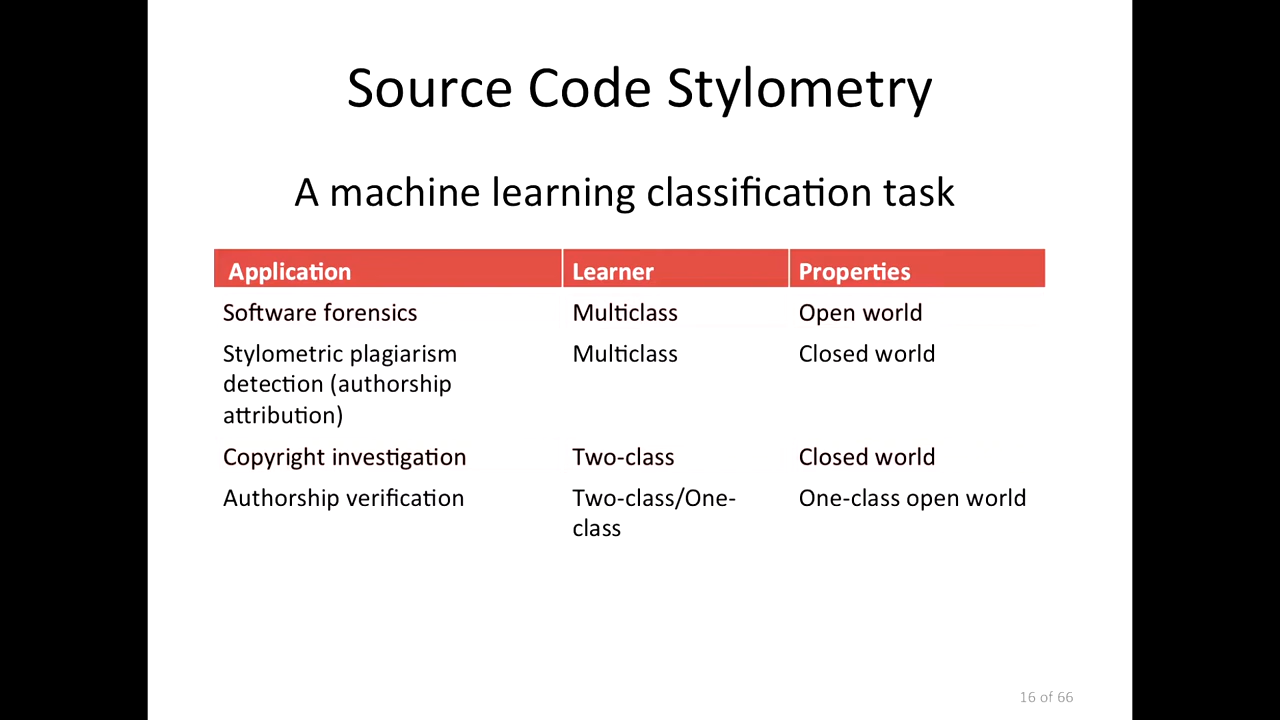 Source Code Stylometry
A machine learning classification task
Application Learner Properties
Software forensics Multiclass Open world
Stylometric plagiarism Multiclass Closed world
detection (authorship
attribution)
Copyright investigation Two-class Closed world
Authorship verification Two-class/One- One-class open world
class
16 of 66